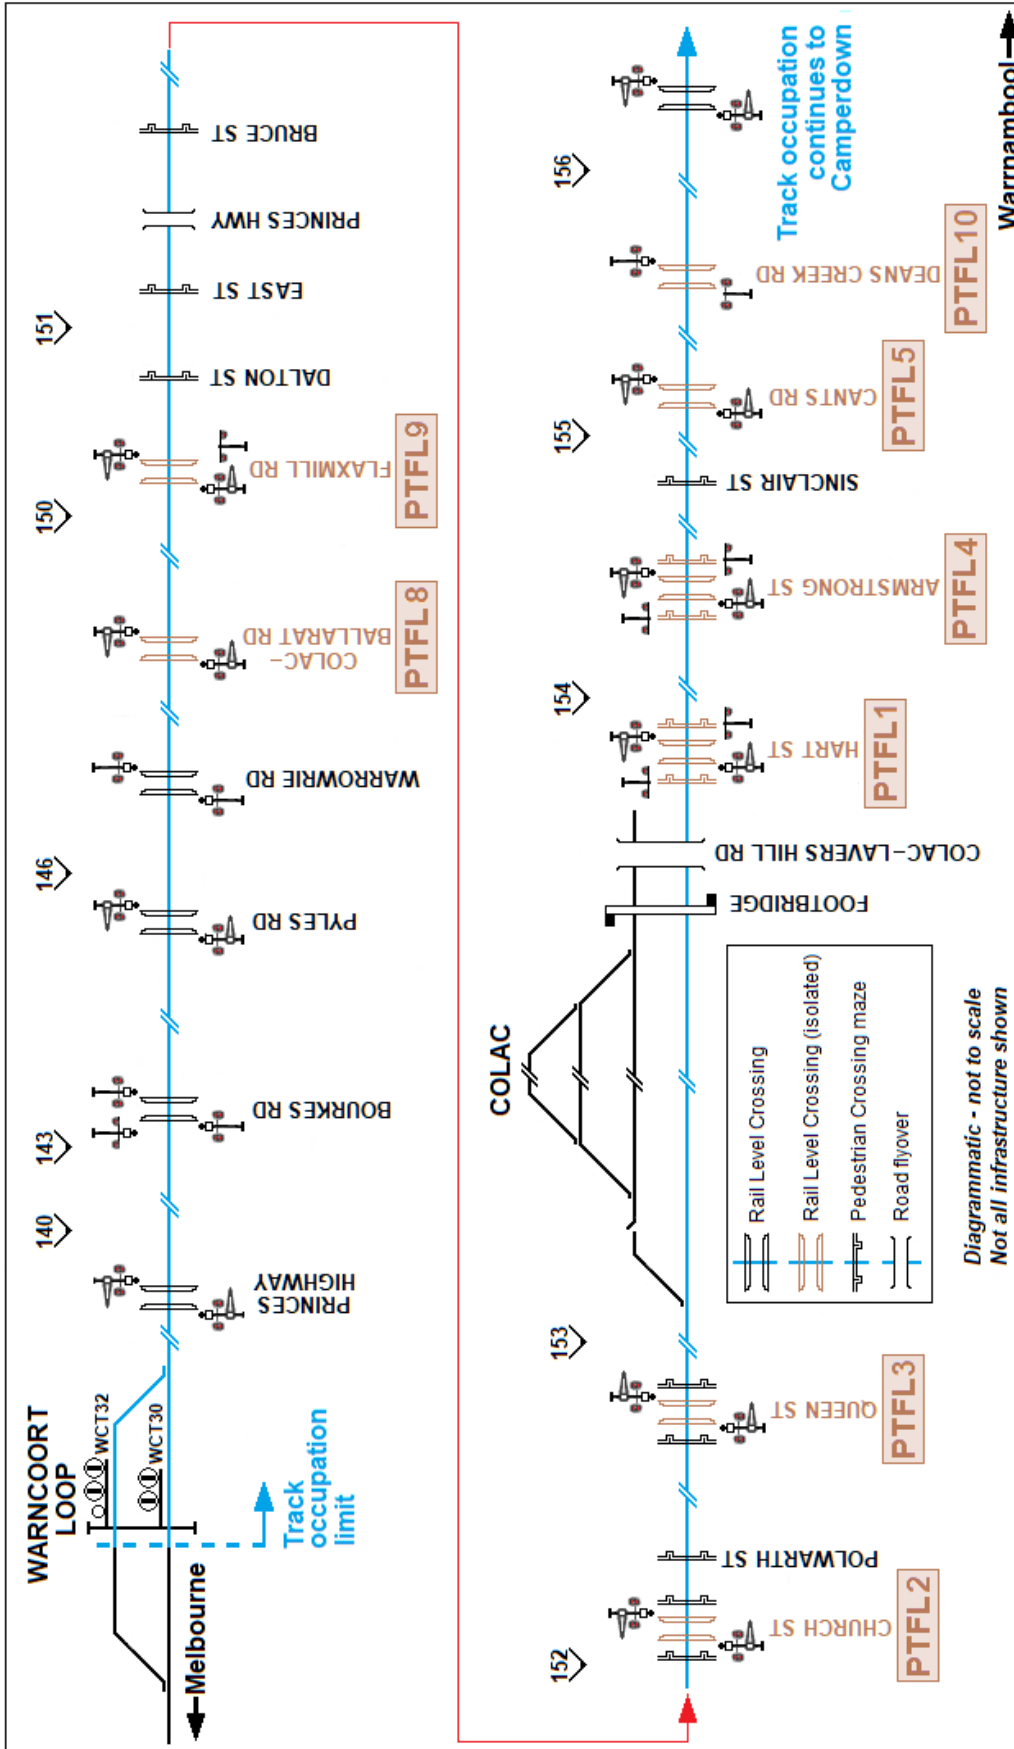 WARNCOORT
LOOP
WCT32
WCT30
Melbourne
Track
occupation
limit
PRINCES
HIGHWAY
140
143
BOURKES RD
PYLES RD
146
WARROWRIE RD
COLAC-
BALLARAT RD
PTFL8
150
FLAXMILL RD
PTFL9
DALTON ST
151
EAST ST
PRINCES HWY
BRUCE ST
152
CHURCH ST
PTFL2
POLWARTH ST
QUEEN ST
PTFL3
153
COLAC
FOOTBRIDGE
COLAC-LAVERS HILL RD
HART ST
PTFL1
154
ARMSTRONG ST
PTFL4
SINCLAIR ST
155
CANTS RD
PTFL5
DEANS CREEK RD
PTFL10
156
Track occupation
continues to
Camperdown
Warrnambool
Rail Level Crossing
Rail Level Crossing (isolated)
Pedestrian Crossing maze
Road flyover
Diagrammatic - not to scale
Not all infrastructure shown